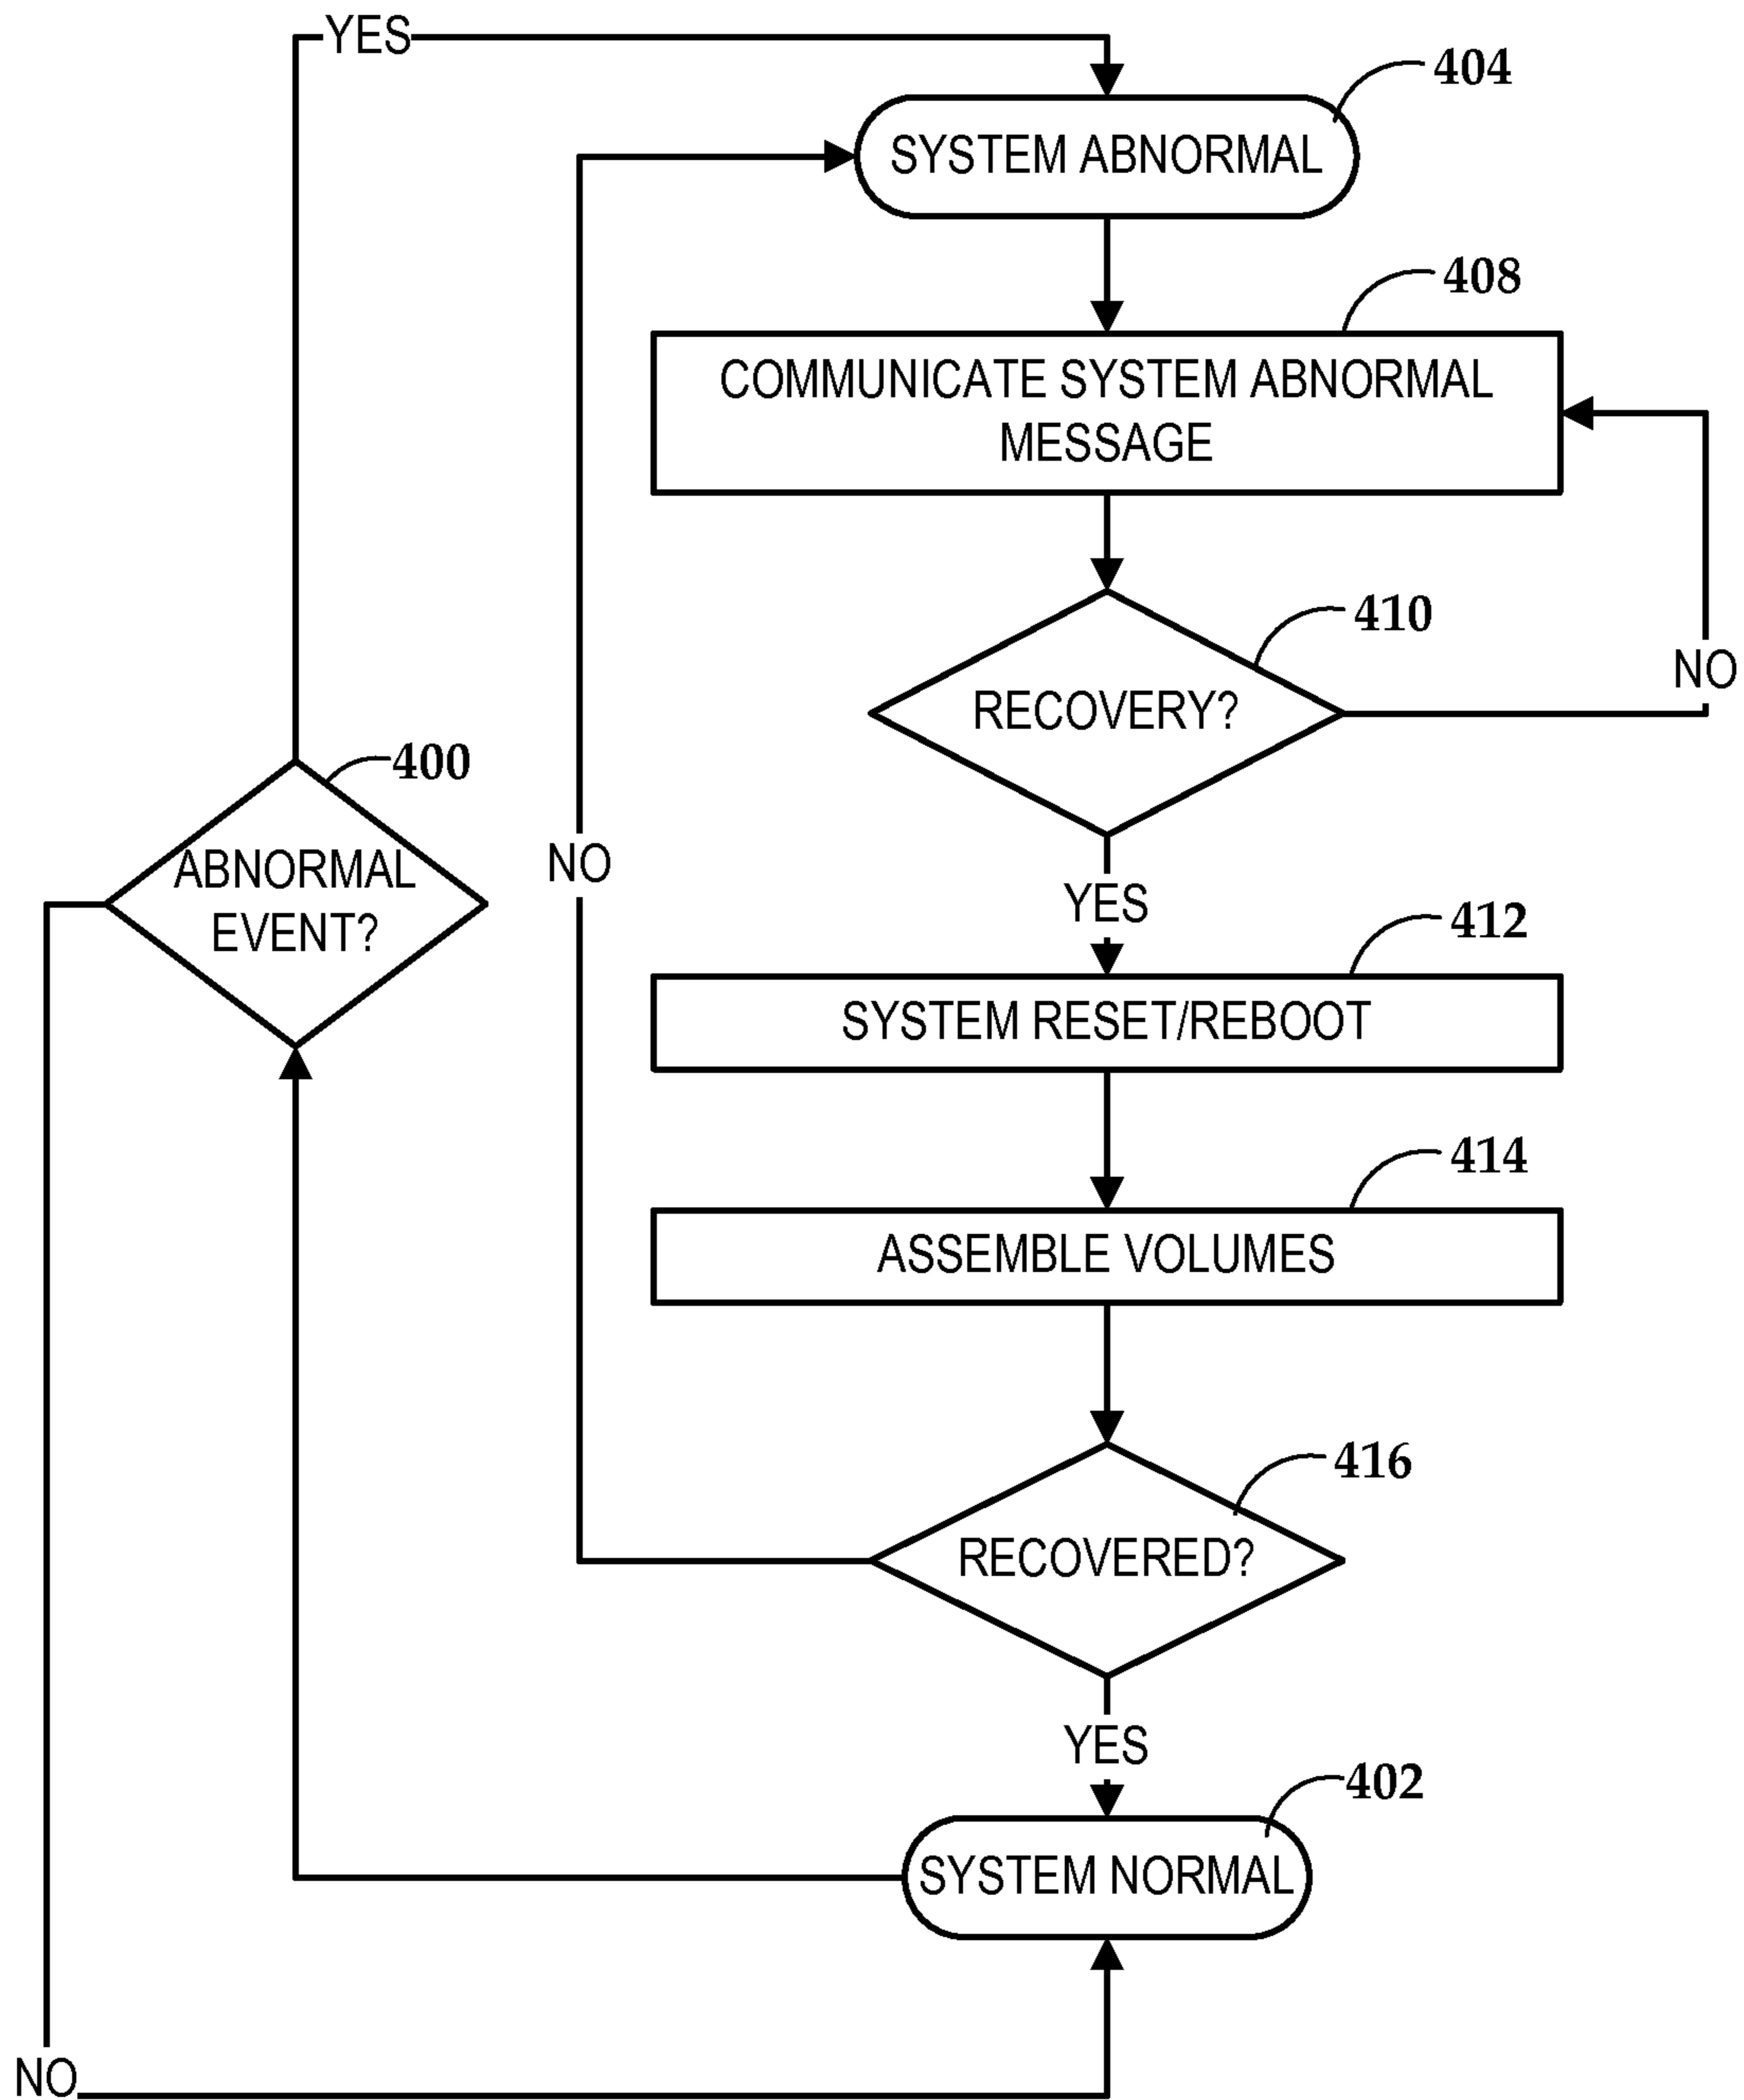 YES
404
SYSTEM ABNORMAL
408
COMMUNICATE SYSTEM ABNORMAL
MESSAGE
410
RECOVERY?
NO
400
ABNORMAL
EVENT?
NO
YES
412
SYSTEM RESET/REBOOT
414
ASSEMBLE VOLUMES
416
RECOVERED?
YES
402
SYSTEM NORMAL
NO